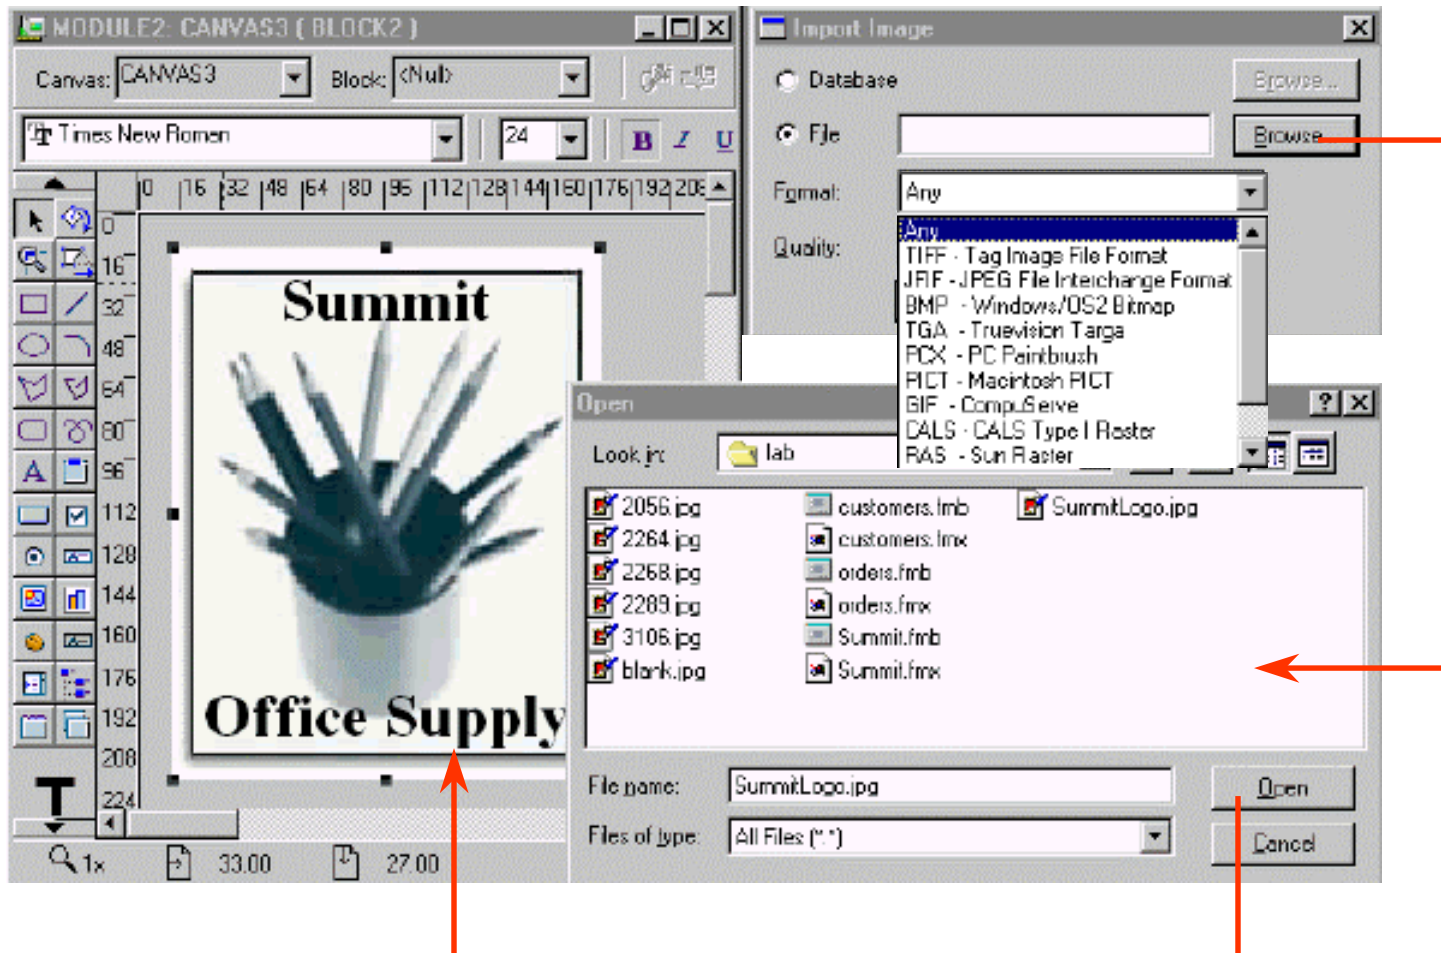 MODULE2: CANVAS3 ( BLOCK2 )
Canvas: CANVAS3 Block: <Null>
Times New Roman 24 B I U
0 16 32 48 64 80 96 112 128 144 160 176 192 208
0
16
32
48
64
80
96
112
128
144
160
176
192
208
224
Summit
Office Supply
1x 33.00 27.00
Import Image
Database Browse...
File Browse...
Format: Any
Quality:
Any
TIFF - Tag Image File Format
JFIF - JPEG File Interchange Format
BMP - Windows/OS2 Bitmap
TGA - Truevision Targa
PCX - PC Paintbrush
PICT - Macintosh PICT
GIF - CompuServe
CALS - CALS Type I Raster
RAS - Sun Raster
Open
Look in: lab
2056.jpg customers.fmb SummitLogo.jpg
2264.jpg customers.fmx
2268.jpg orders.fmb
2289.jpg orders.fmx
3106.jpg Summit.fmb
blank.jpg Summit.fmx
File name: SummitLogo.jpg Open
Files of type: All Files (*.*) Cancel